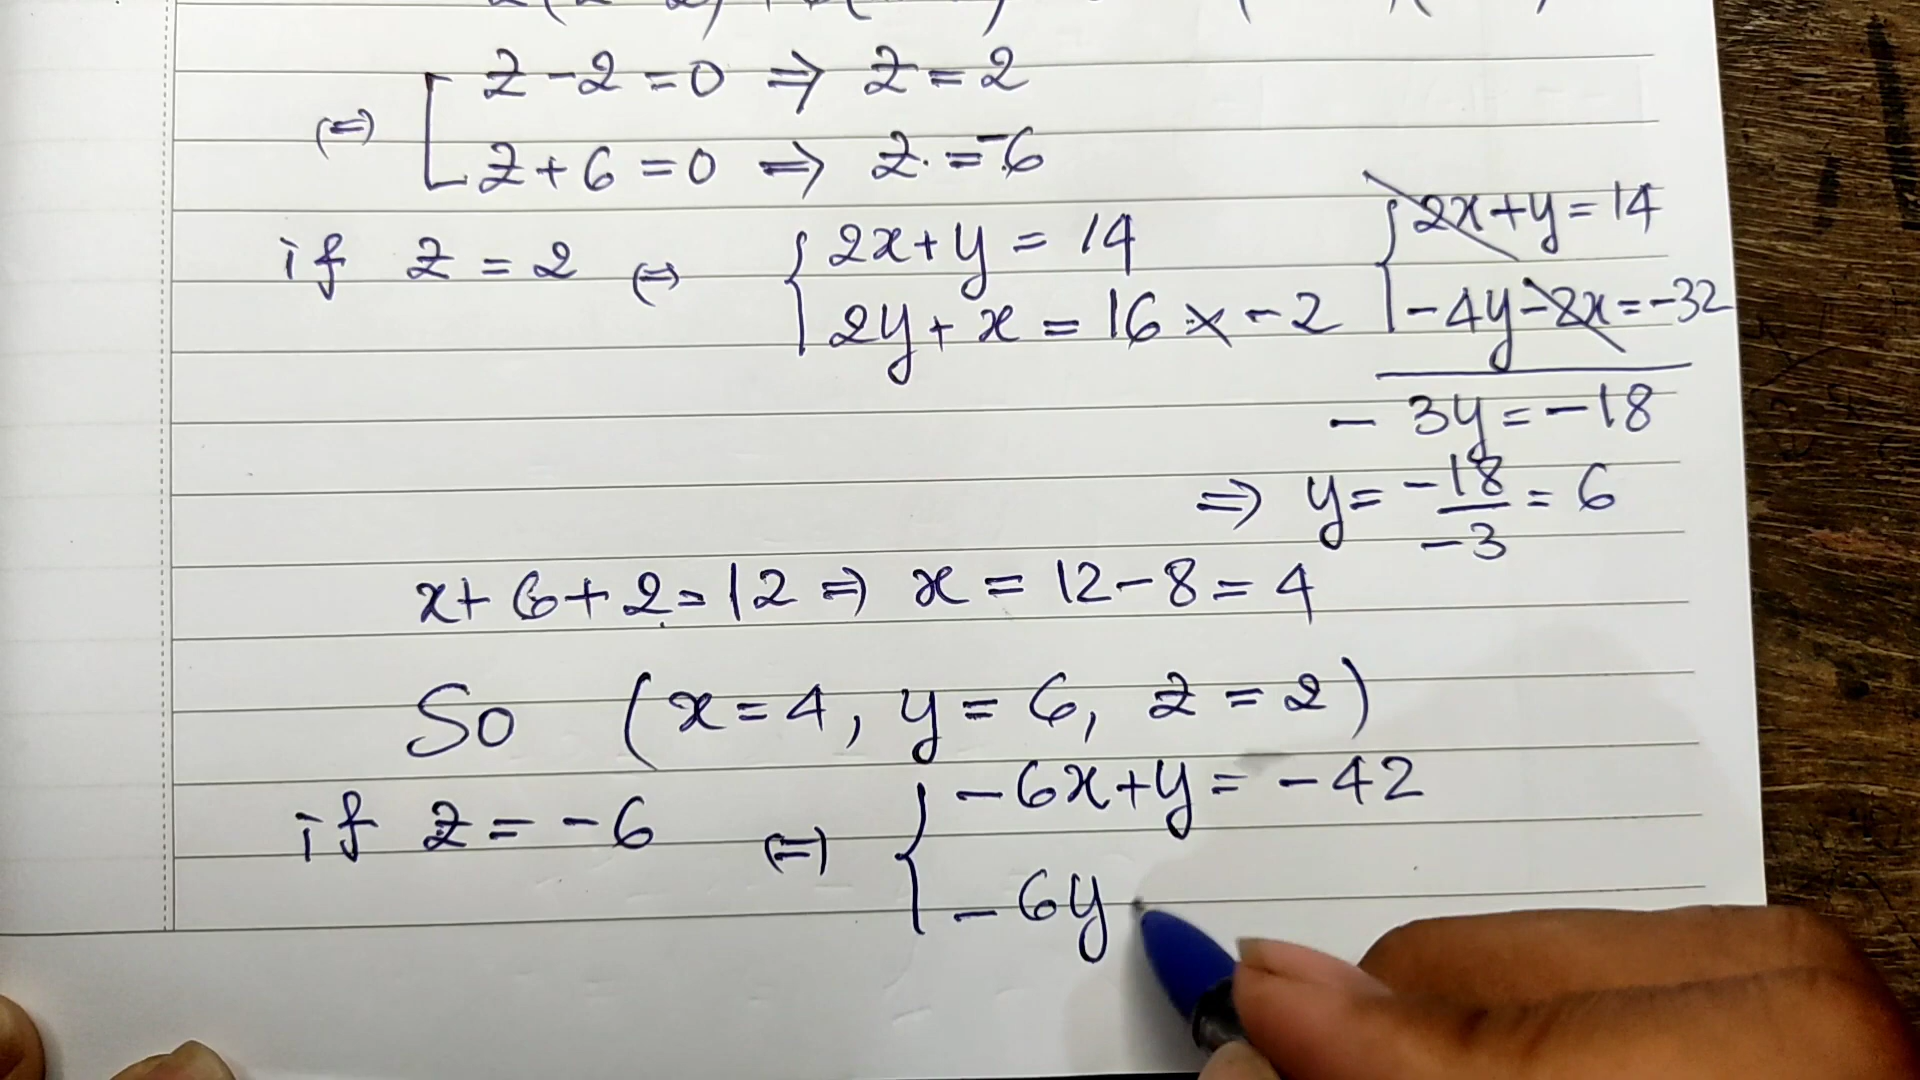 ⇔ [ z - 2 = 0 ⇒ z = 2
z + 6 = 0 ⇒ z. = -6
if z = 2 ⇔ { 2x + y = 14
2y + x = 16 × -2
{ 2x + y = 14
-4y - 2x = -32
- 3y = -18
⇒ y = -18/-3 = 6
x + 6 + 2 = 12 ⇒ x = 12 - 8 = 4
So (x = 4, y = 6, z = 2)
if z = -6 ⇔ { -6x + y = -42
-6y